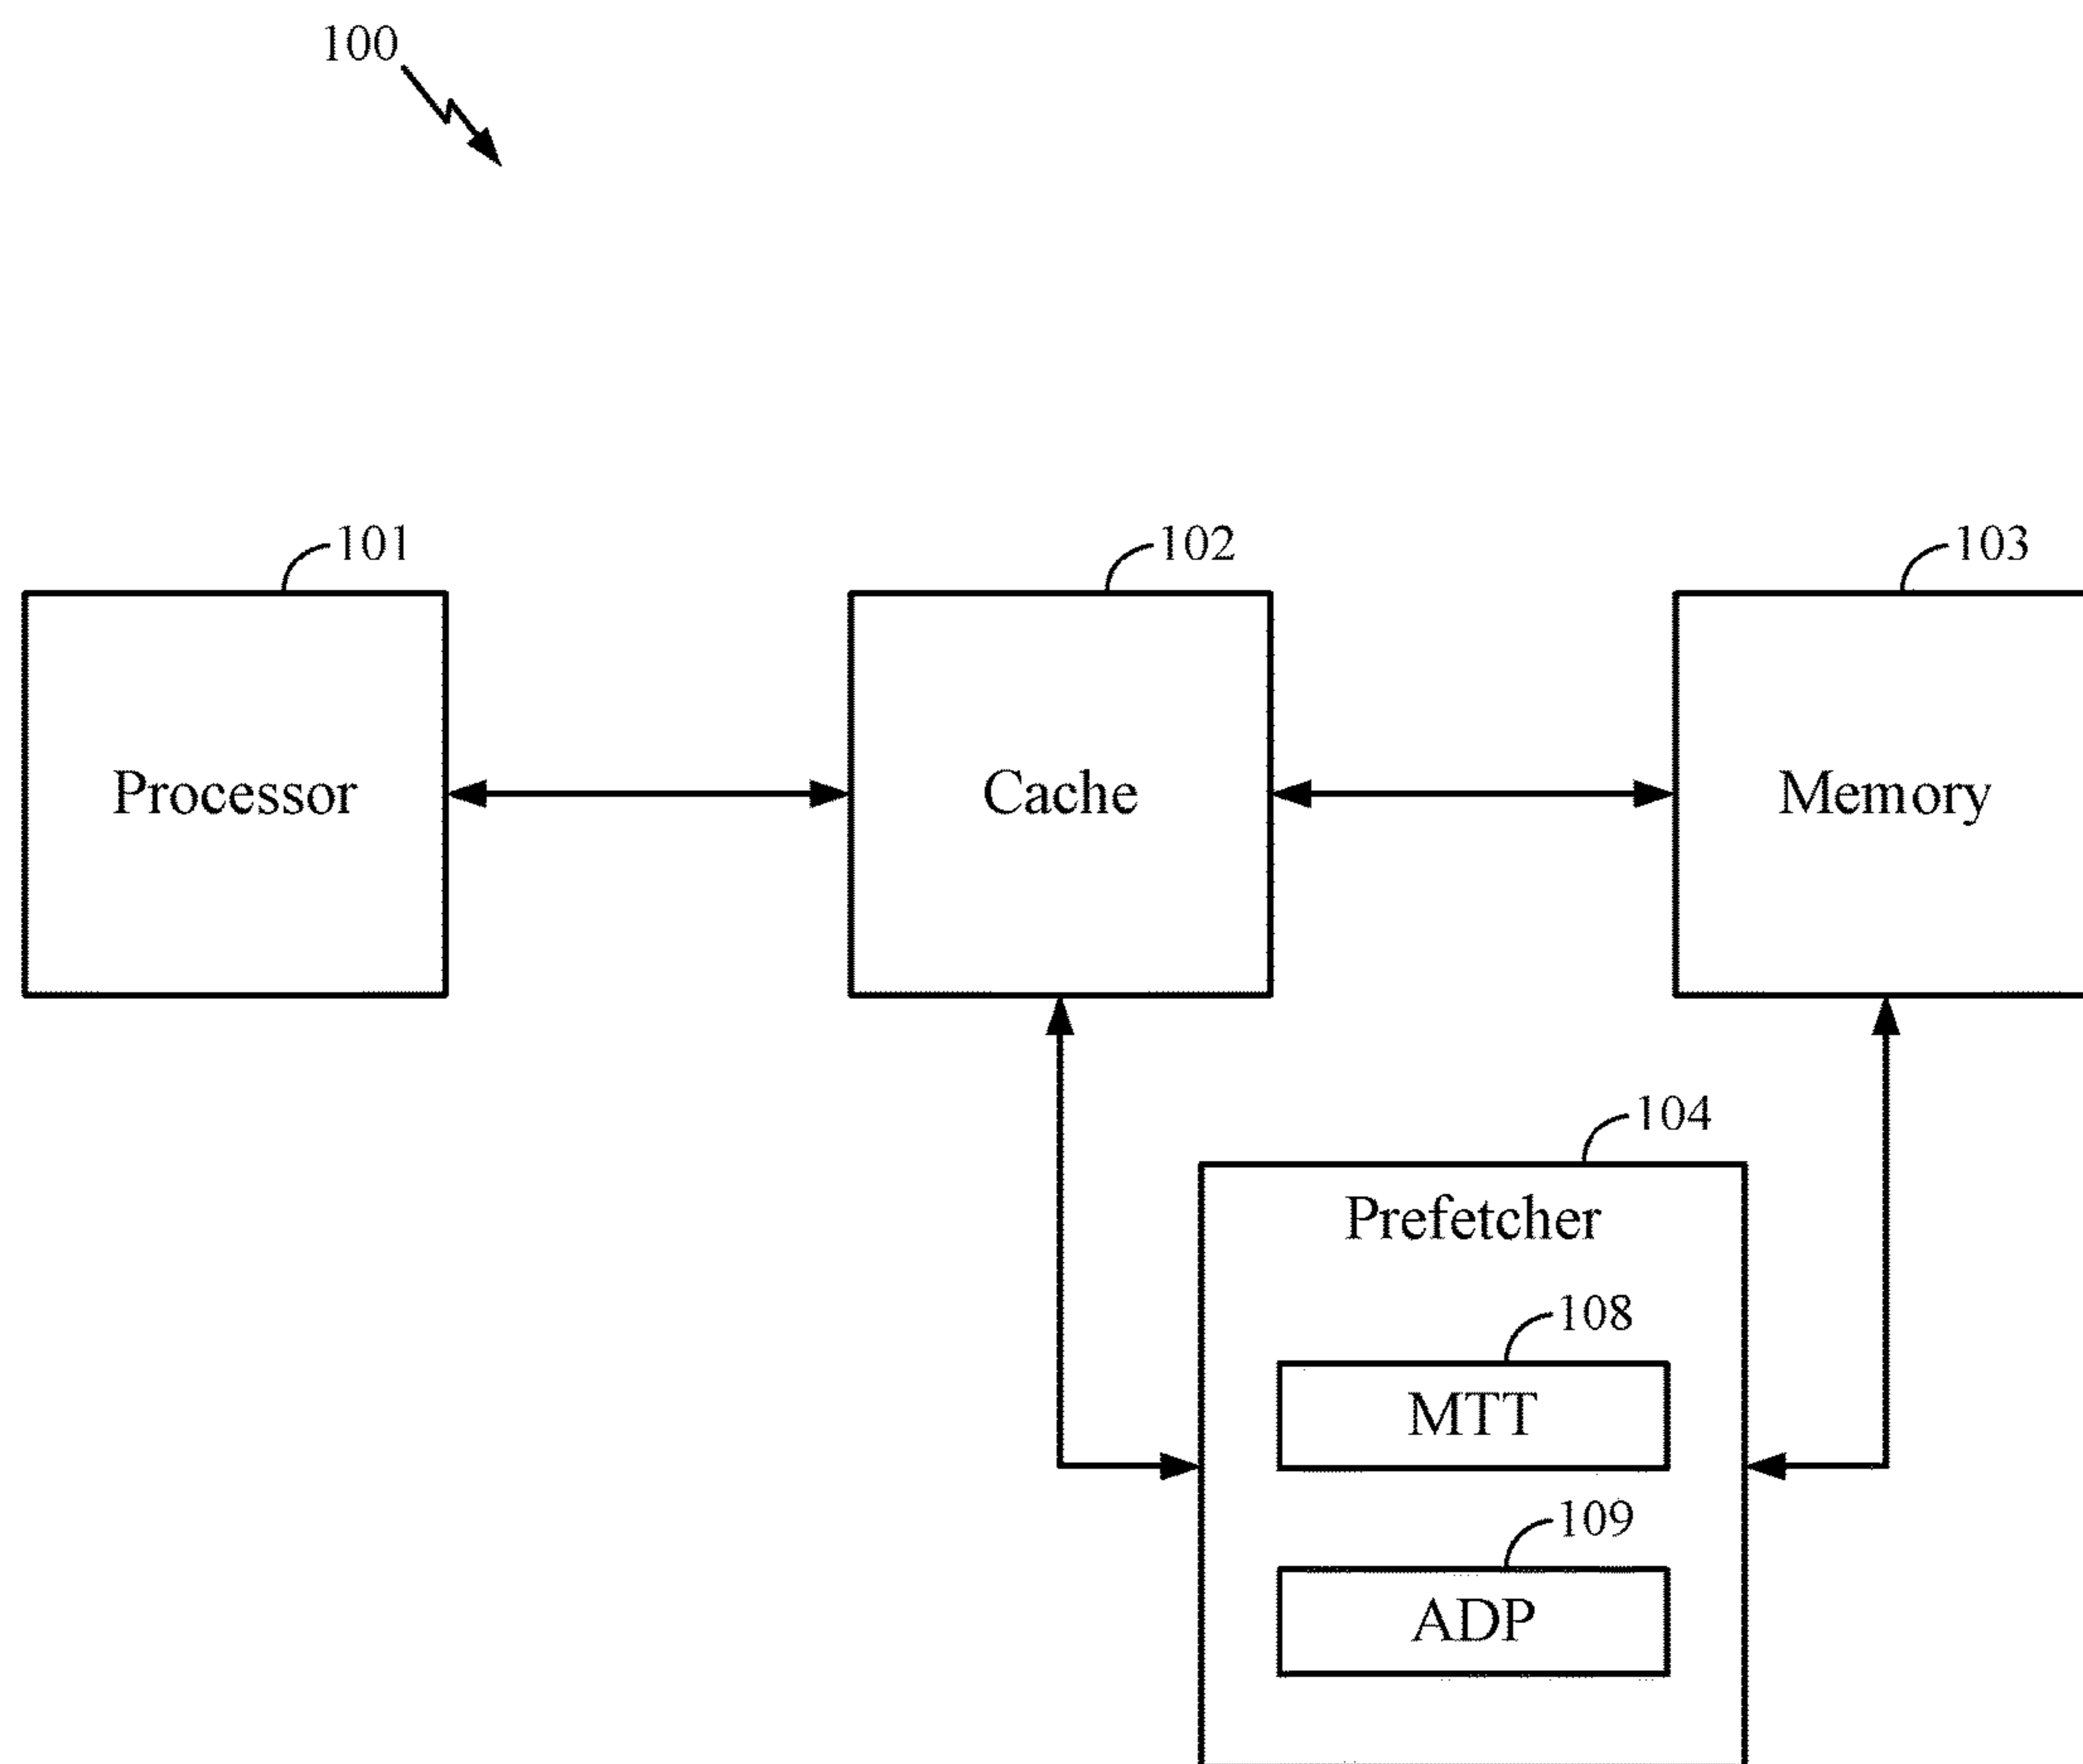 100
101
102
103
Processor
Cache
Memory
104
Prefetcher
108
MTT
109
ADP